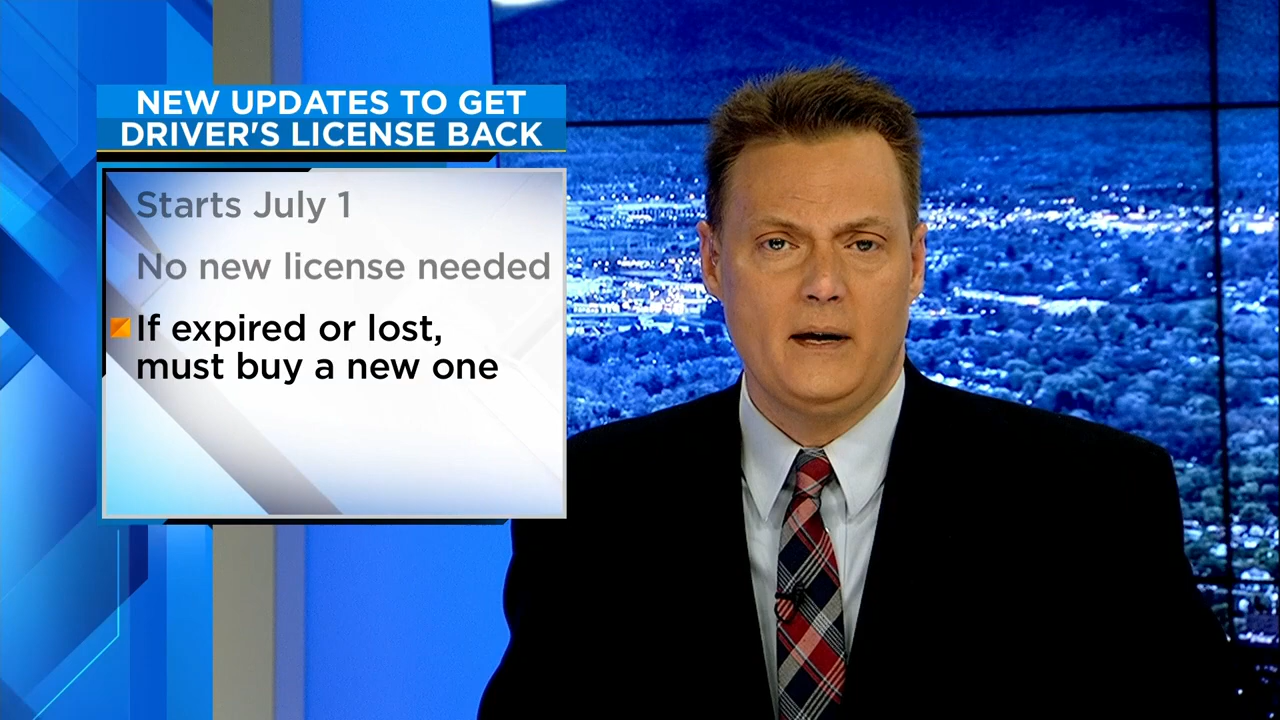 NEW UPDATES TO GET
DRIVER'S LICENSE BACK
Starts July 1
No new license needed
If expired or lost,
must buy a new one